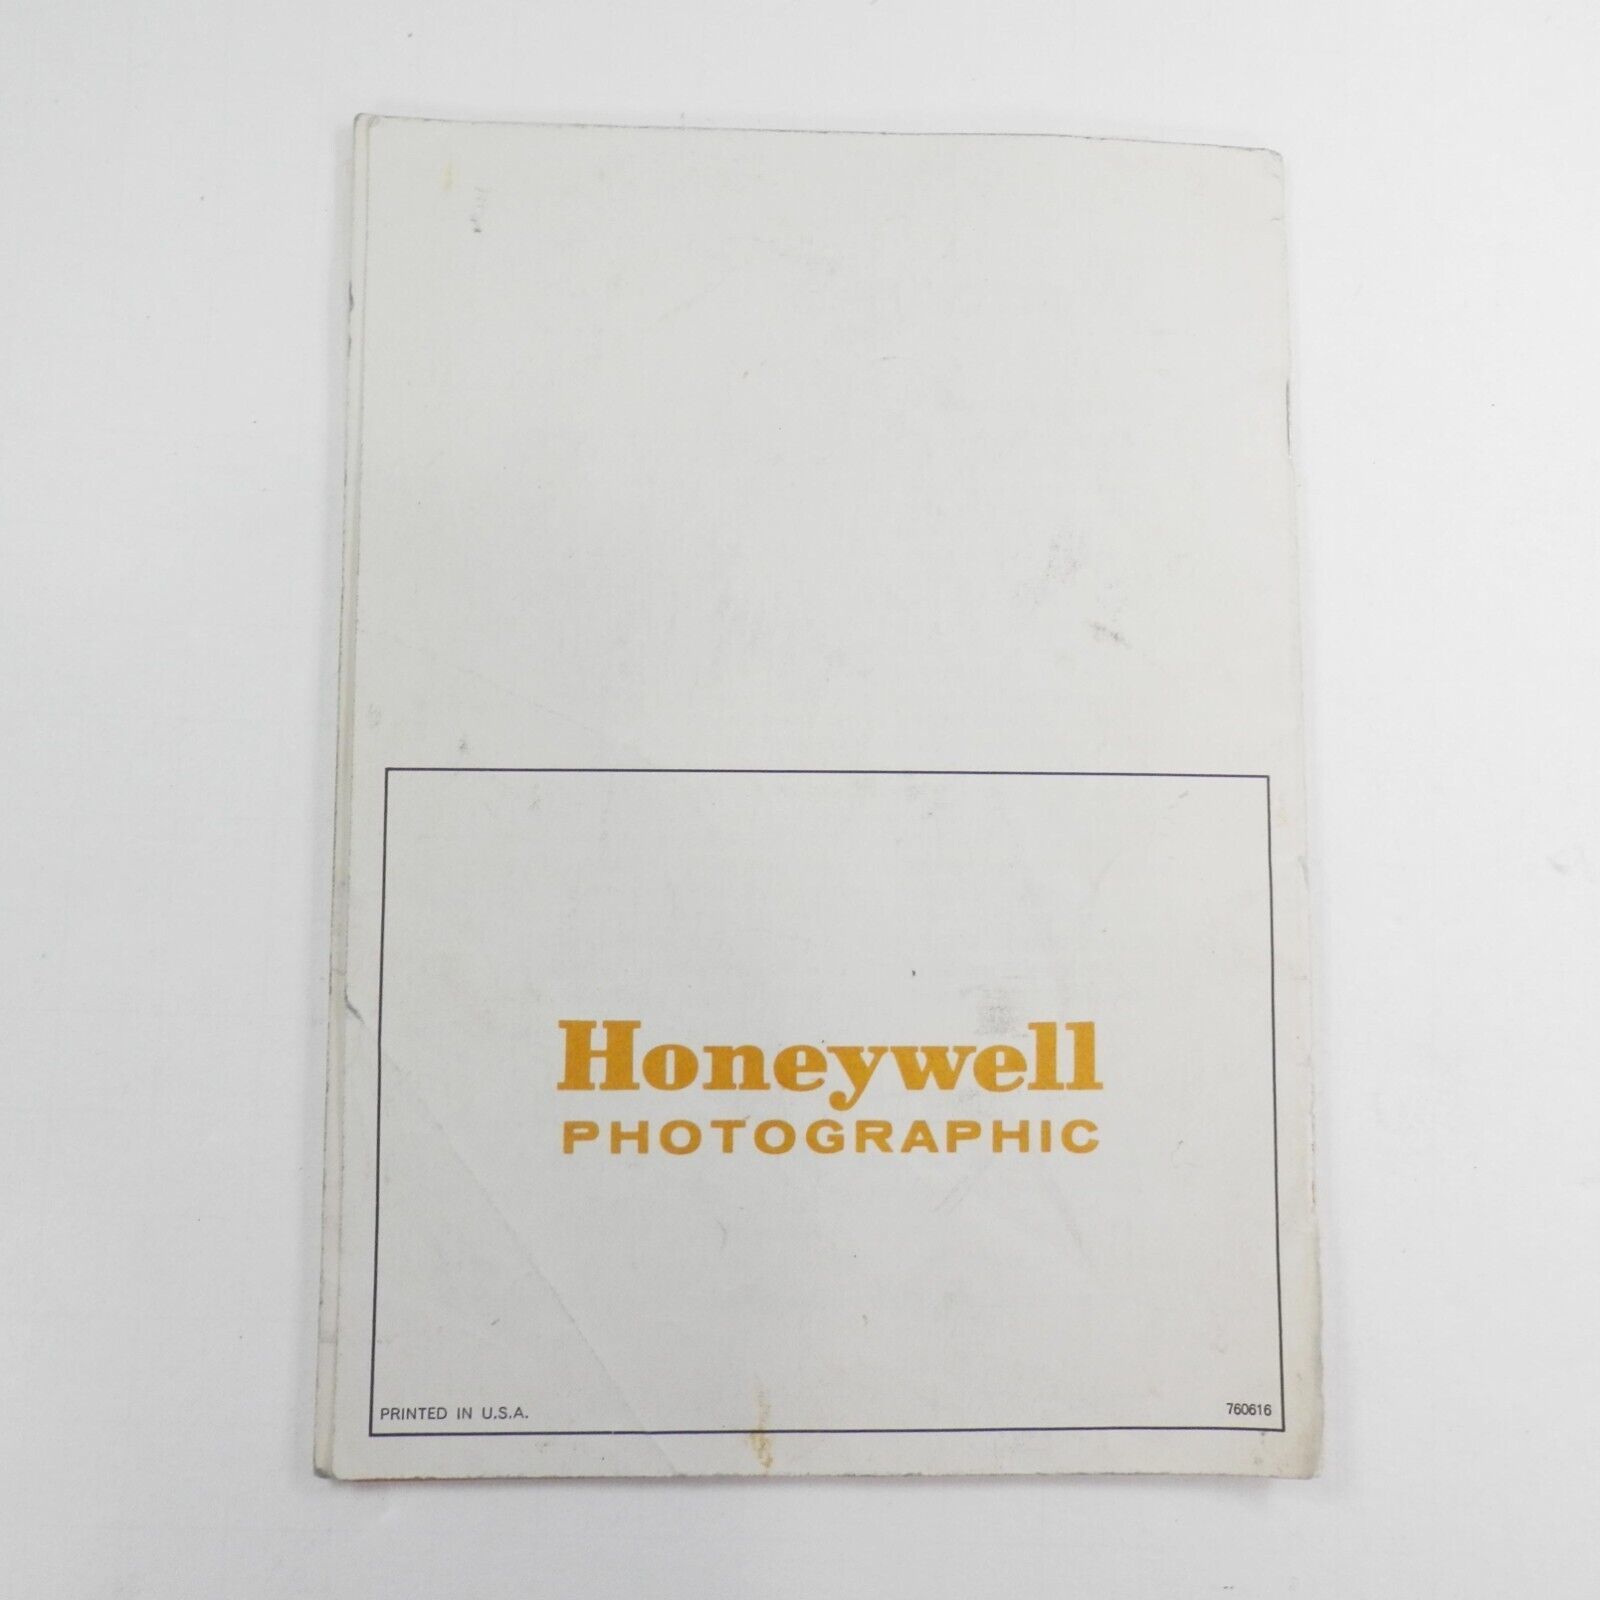 Honeywell
PHOTOGRAPHIC
PRINTED IN U.S.A.
760616